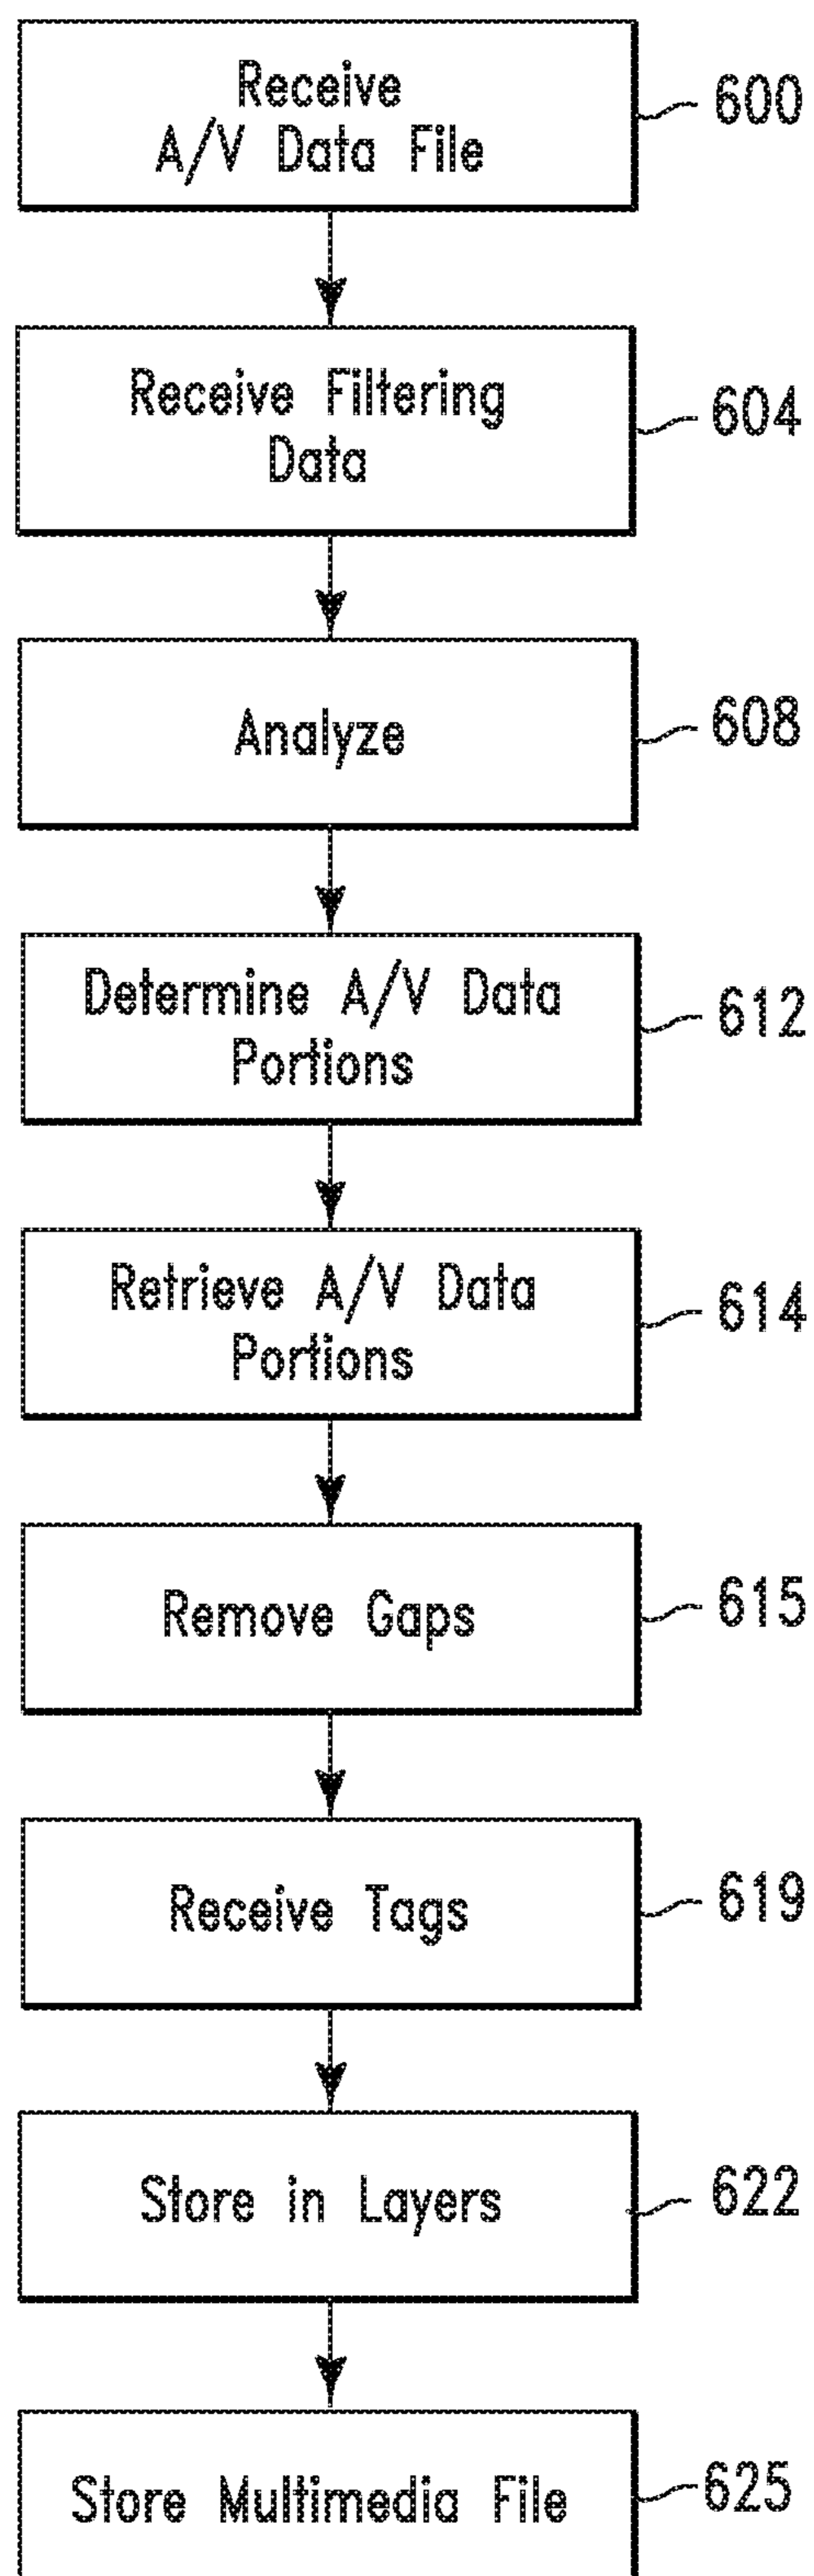 Receive
A/V Data File
600
Receive Filtering
Data
604
Analyze
608
Determine A/V Data
Portions
612
Retrieve A/V Data
Portions
614
Remove Gaps
615
Receive Tags
619
Store in Layers
622
Store Multimedia File
625